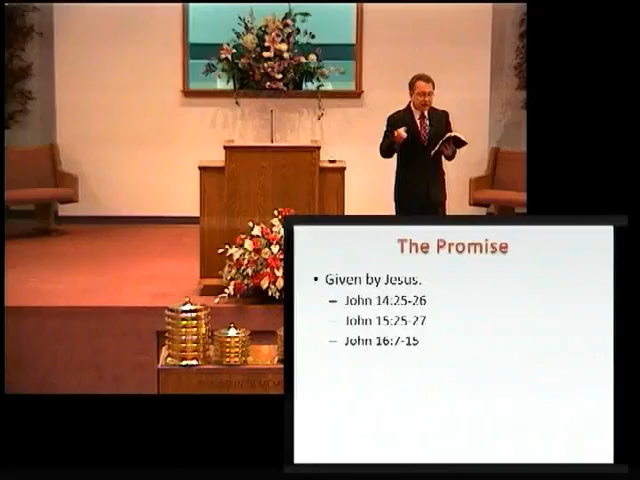 The Promise
• Given by Jesus.
– John 14:25-26
– John 15:25-27
– John 16:7-15